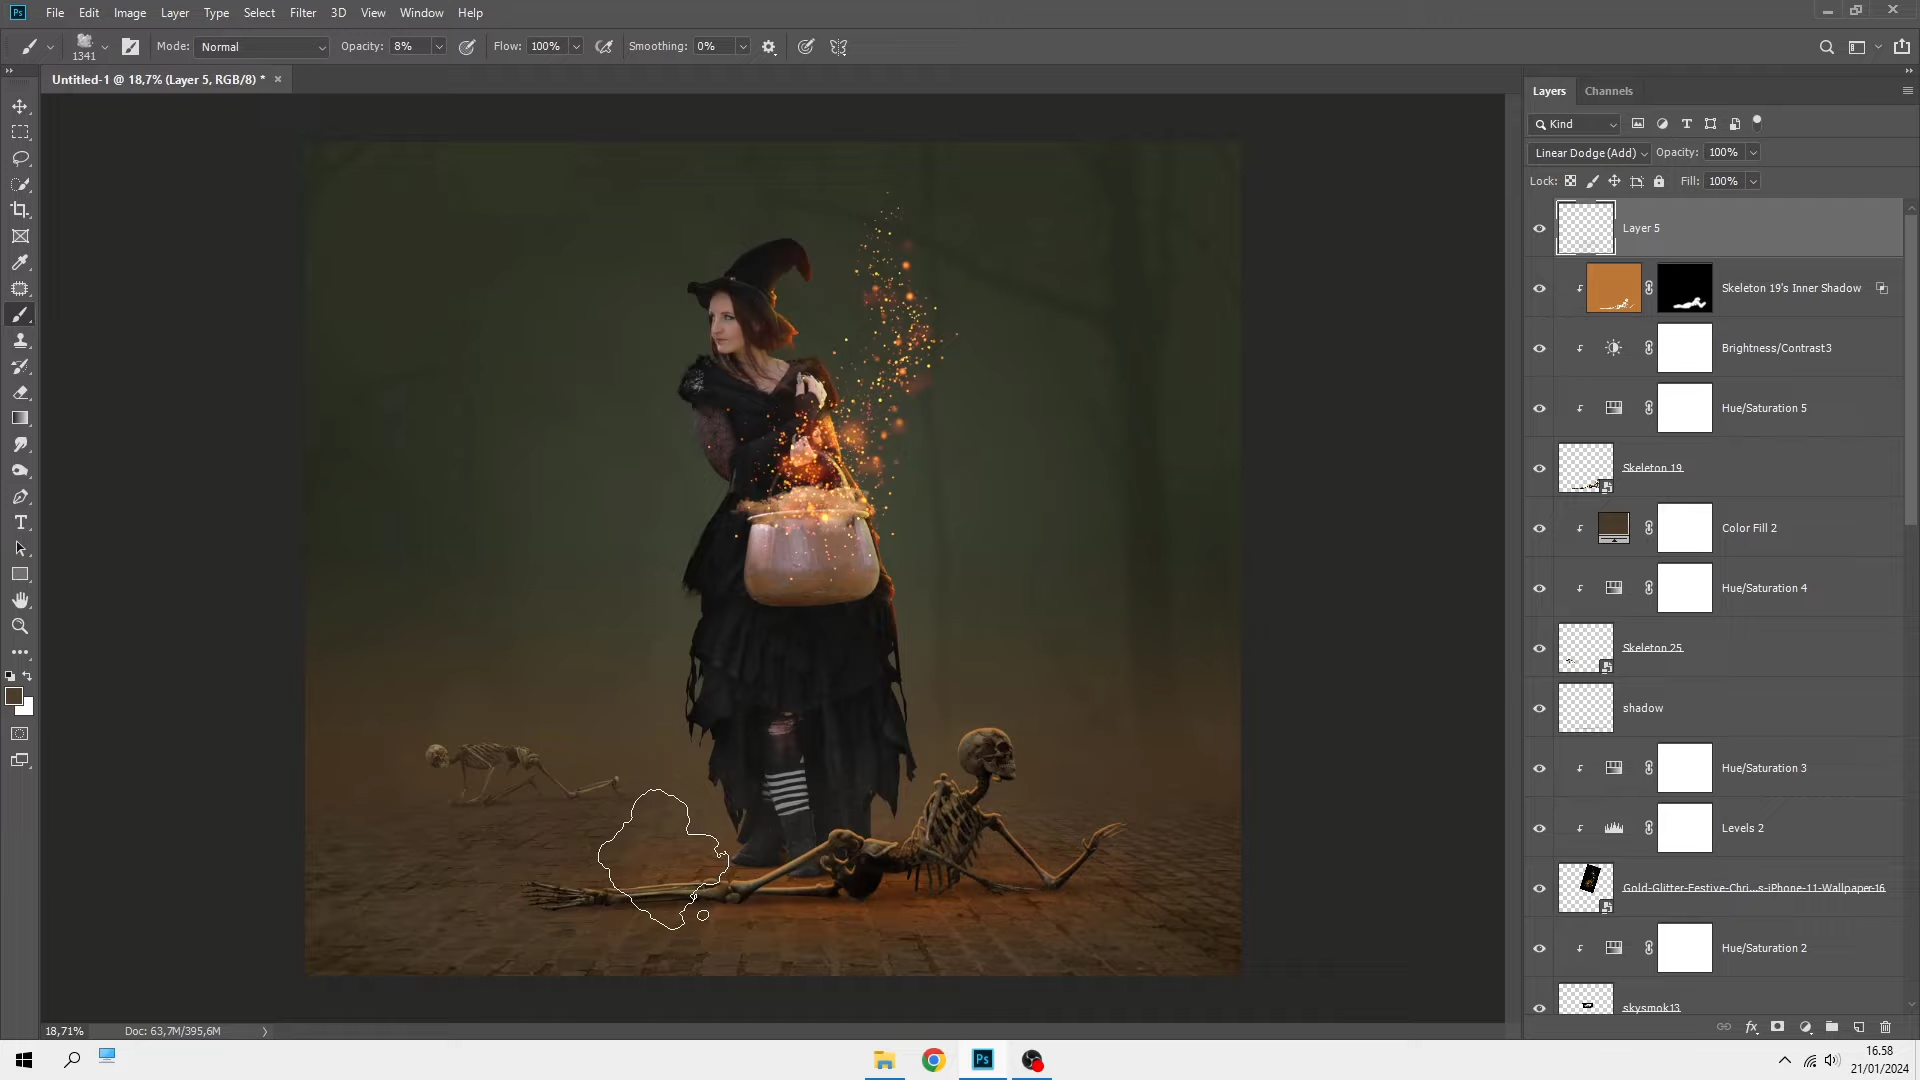 Ps File Edit Image Layer Type Select Filter 3D View Window Help
1341 Mode: Normal Opacity: 8% Flow: 100% Smoothing: 0%
Untitled-1 @ 18,7% (Layer 5, RGB/8) *
Layers Channels
Kind
Linear Dodge (Add) Opacity: 100%
Lock: Fill: 100%
Layer 5
Skeleton 19's Inner Shadow
Brightness/Contrast3
Hue/Saturation 5
Skeleton 19
Color Fill 2
Hue/Saturation 4
Skeleton 25
shadow
Hue/Saturation 3
Levels 2
Gold-Glitter-Festive-Chri...s-iPhone-11-Wallpaper-16
Hue/Saturation 2
skysmok13
fx
18,71% Doc: 63,7M/395,6M
Ps
16.58
21/01/2024